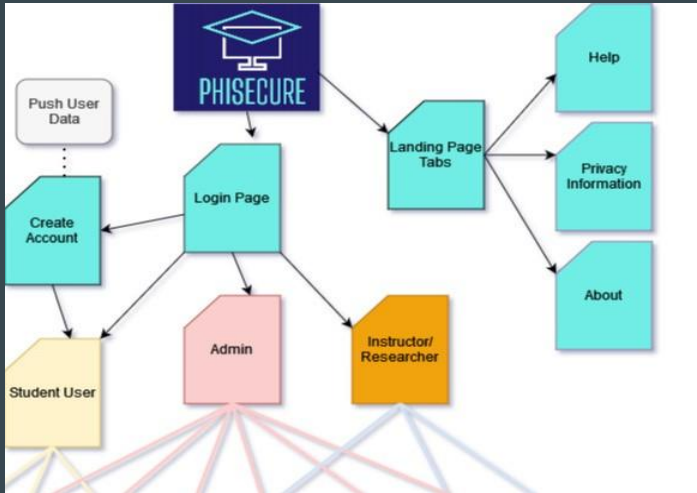 PHISECURE
Help
Push User
Data
Landing Page
Tabs
Privacy
Information
Login Page
Create
Account
About
Admin
Instructor/
Researcher
Student User